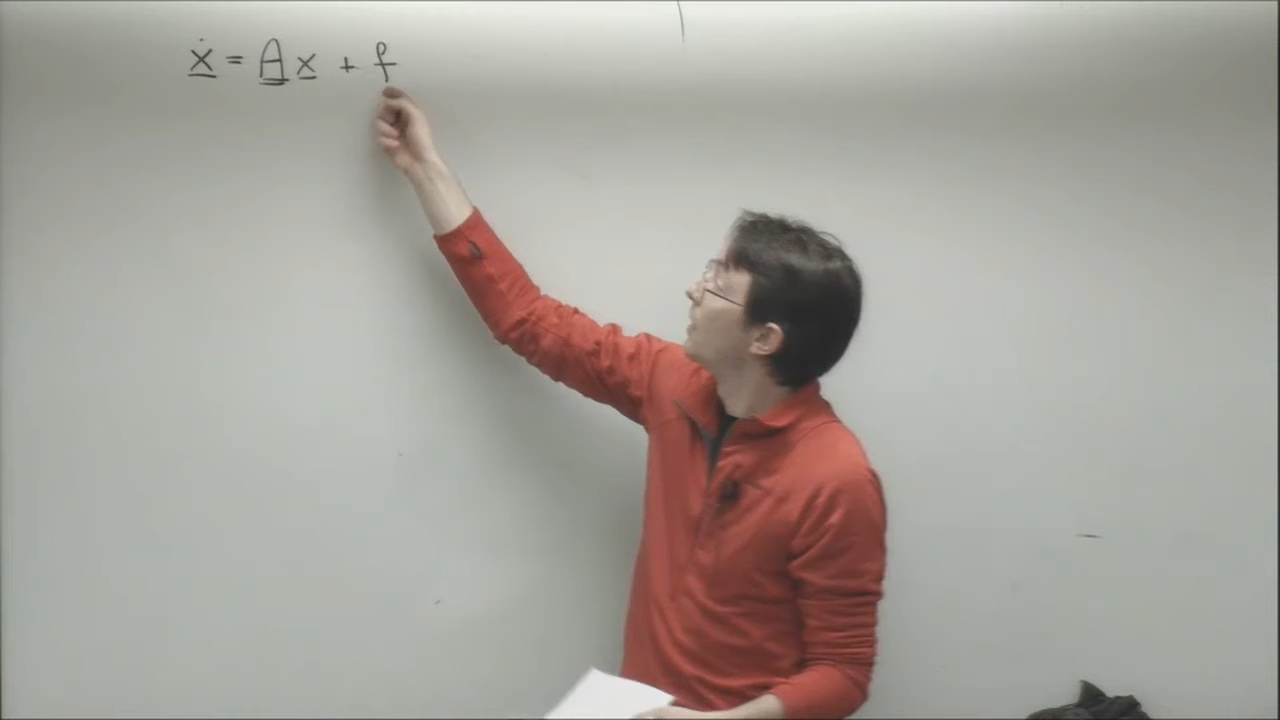 ẋ = A x + f